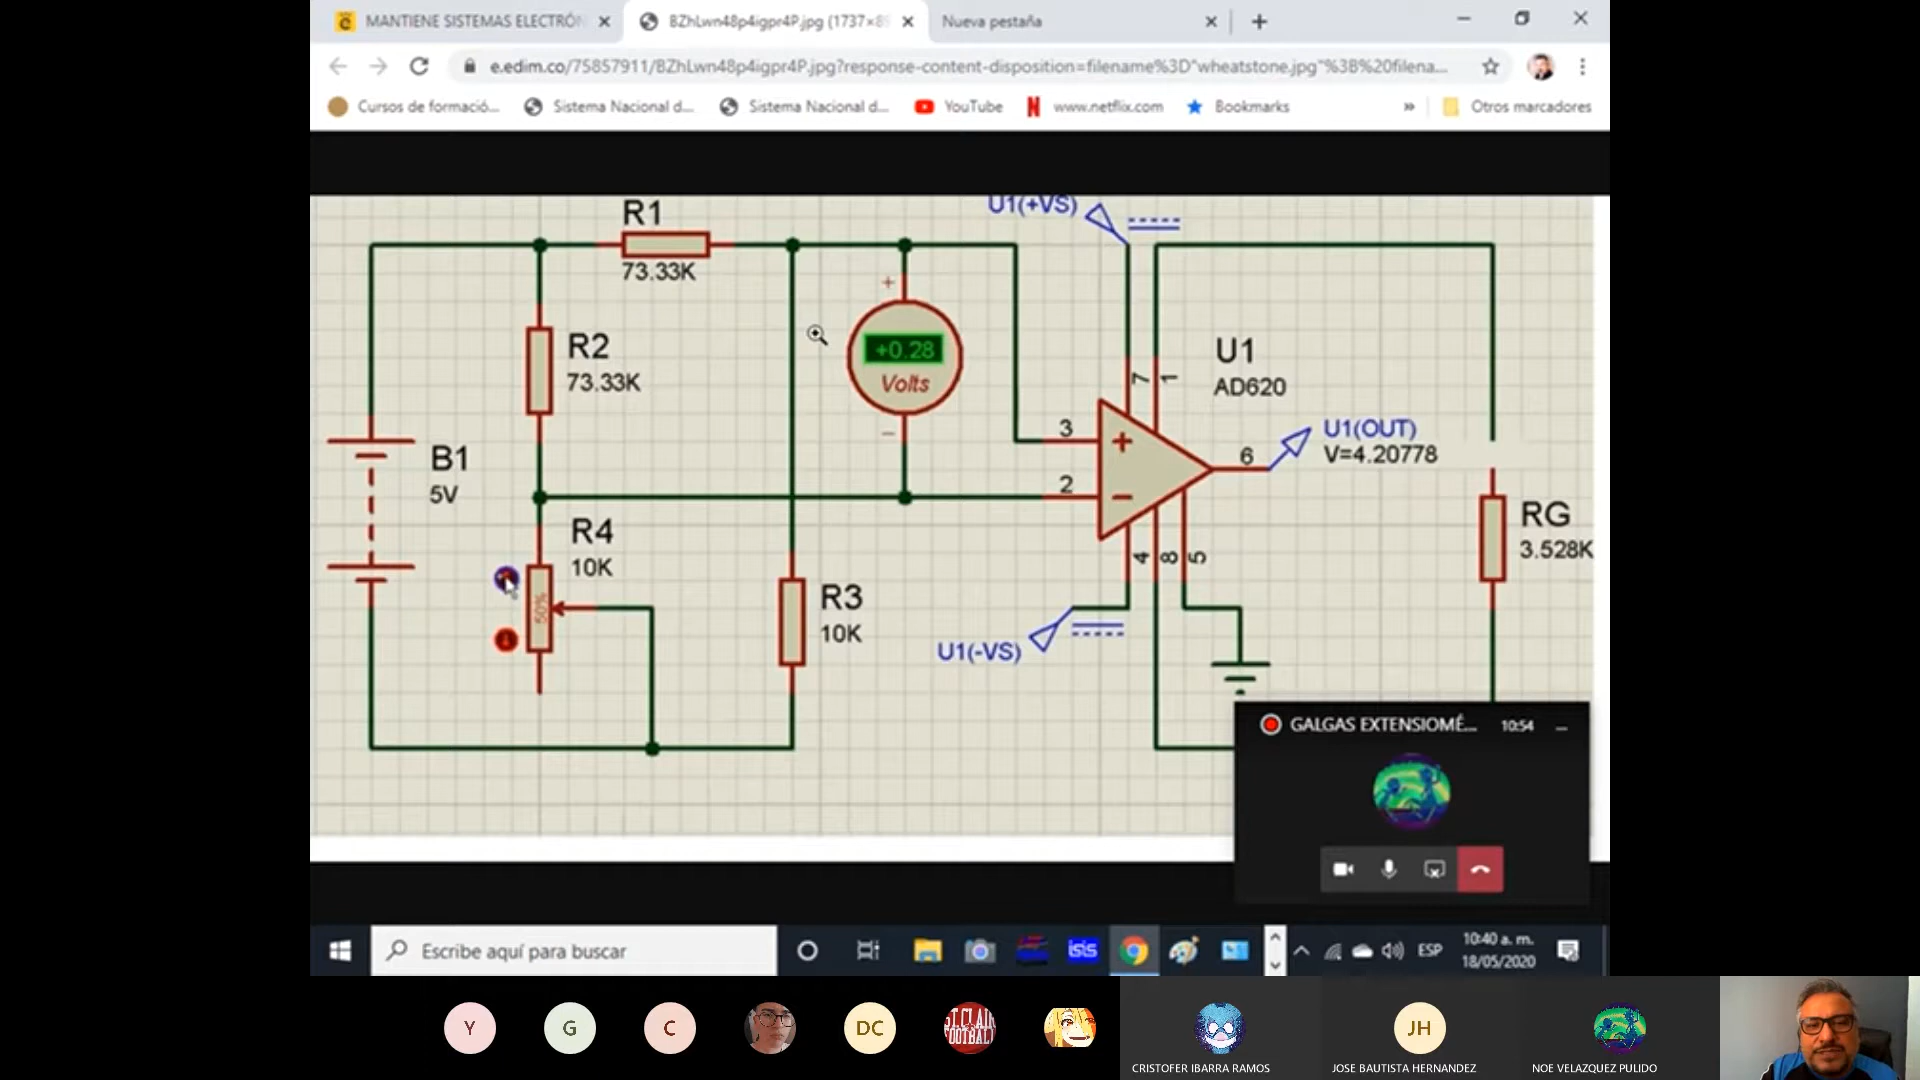 MANTIENE SISTEMAS ELECTRÓN
BZhLwn48p4igpr4P.jpg (1737×89
Nueva pestaña
e.edim.co/75857911/BZhLwn48p4igpr4P.jpg?response-content-disposition=filename%3D"wheatstone.jpg"%3B%20filena...
Cursos de formació...
Sistema Nacional d...
Sistema Nacional d...
YouTube
www.netflix.com
Bookmarks
»
Otros marcadores
R1
73.33K
U1(+VS)
R2
73.33K
+
+0.28
Volts
−
7
1
U1
AD620
B1
5V
3
+
2
−
6
U1(OUT)
V=4.20778
R4
10K
50%
4
8
5
RG
3.528K
R3
10K
U1(-VS)
GALGAS EXTENSIOMÉ...
10:54
Escribe aquí para buscar
isis
ESP
10:40 a. m.
18/05/2020
Y
G
C
DC
ST. CLAIR
FOOTBALL
JH
CRISTOFER IBARRA RAMOS
JOSE BAUTISTA HERNANDEZ
NOE VELAZQUEZ PULIDO